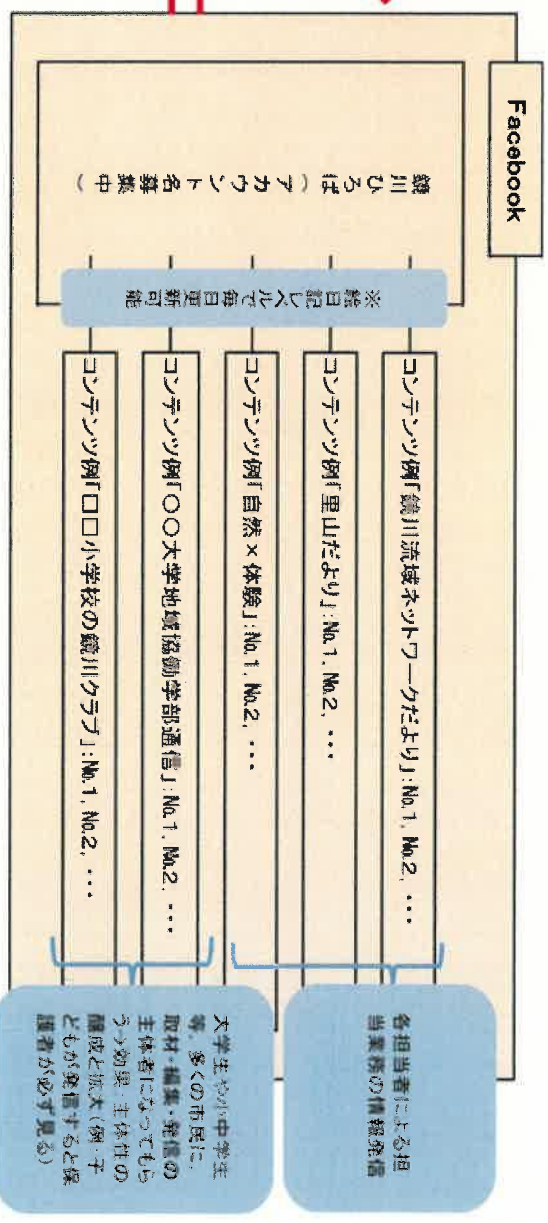 Facebook
鏡川ひろば(アカウント名募集中)
※絵日記レベルで毎日更新可能
コンテンツ例「鏡川流域ネットワークだより」:No.1, No.2, ・・・
コンテンツ例「里山だより」:No.1, No.2, ・・・
コンテンツ例「自然×体験」:No.1, No.2, ・・・
コンテンツ例「〇〇大学地域協働学部通信」:No.1, No.2, ・・・
コンテンツ例「□□小学校の鏡川クラブ」:No.1, No.2, ・・・
各担当者による担
当業務の情報発信
大学生や小中学生
等、多くの市民に、
取材・編集・発信の
主体者になってもら
う⇒効果:主体性の
醸成と拡大(例・子
どもが発信すると保
護者が必ず見る)